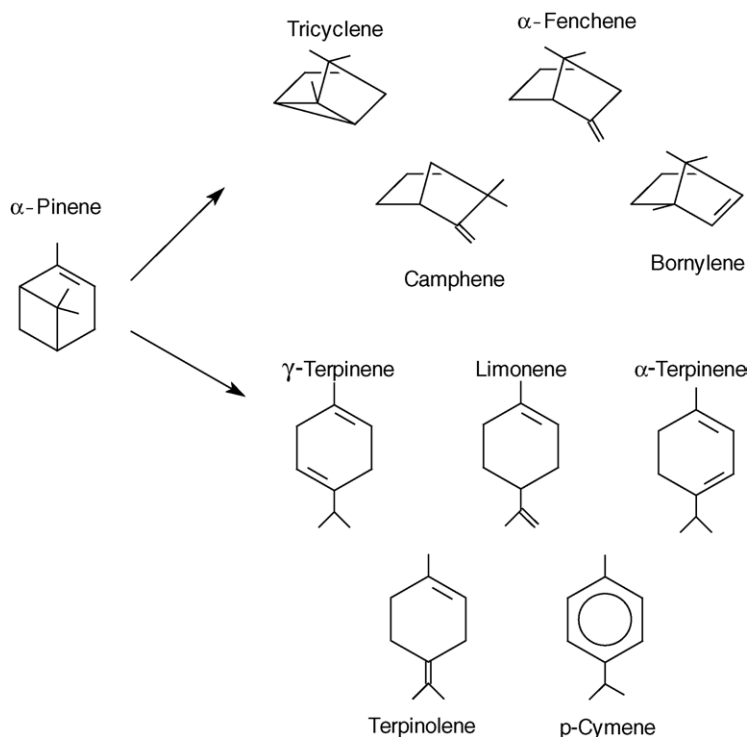 Tricyclene
α-Fenchene
α-Pinene
Camphene
Bornylene
γ-Terpinene
Limonene
α-Terpinene
Terpinolene
p-Cymene